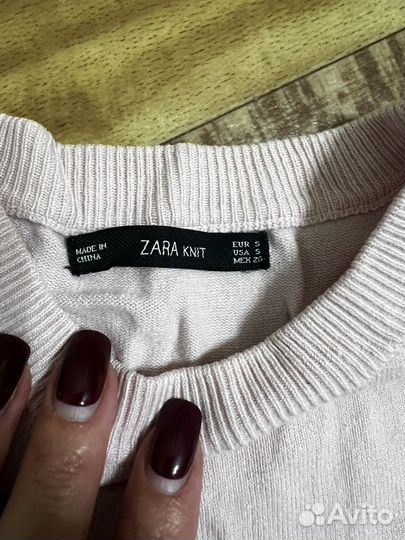 MADE IN
CHINA
ZARA KNIT
EUR S
USA S
MEX 26
Avito